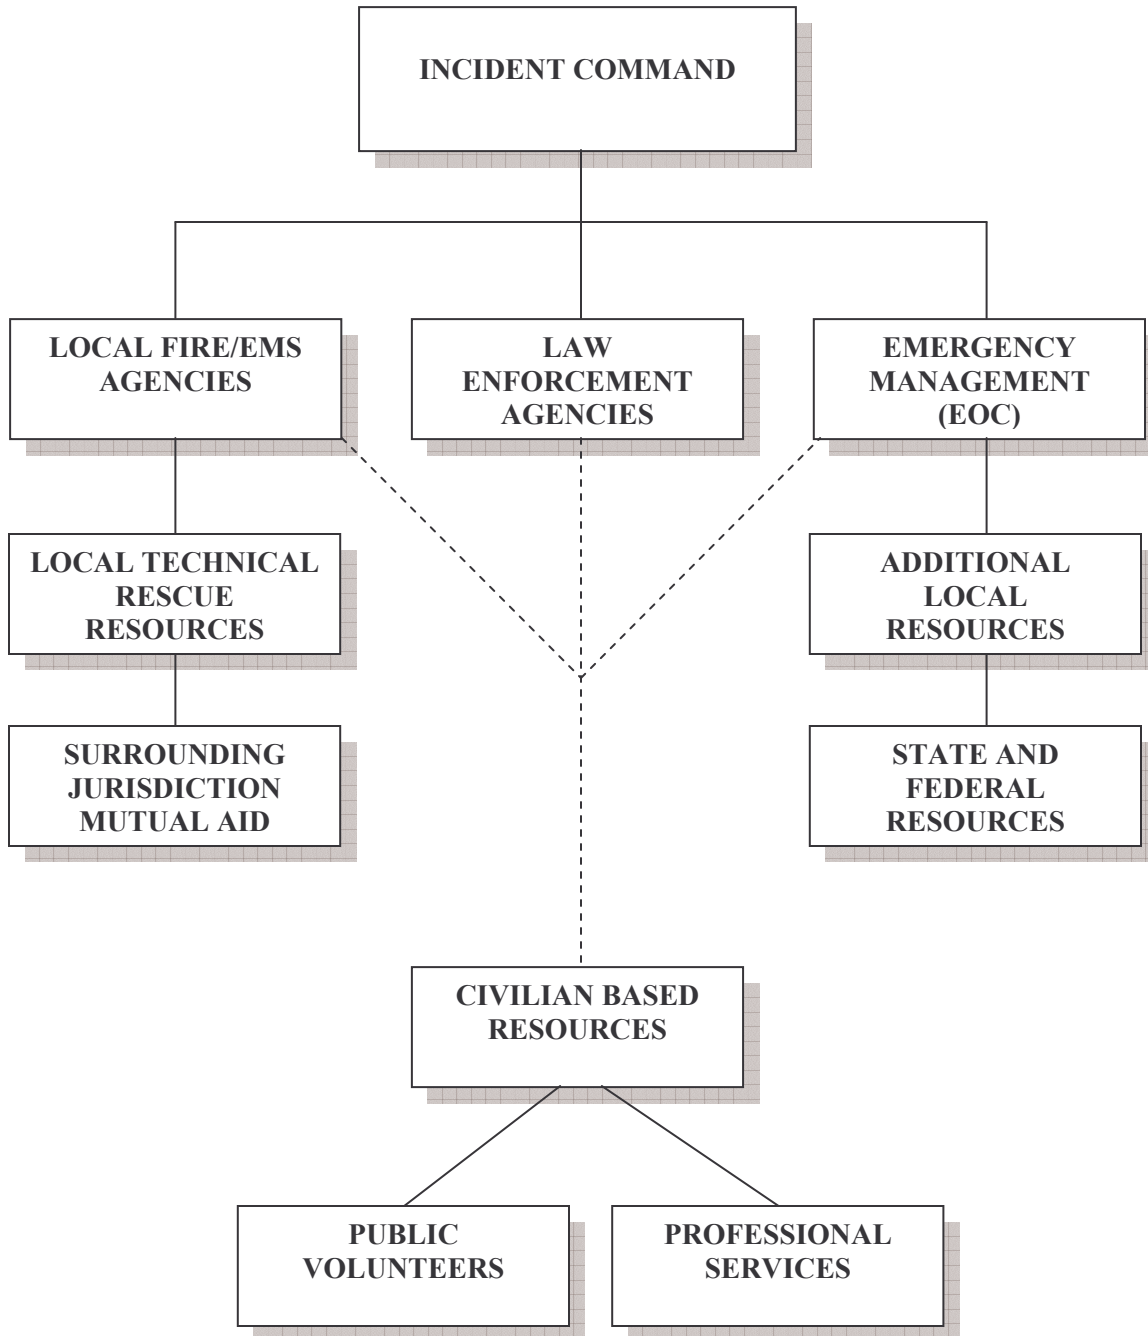 INCIDENT COMMAND
LOCAL FIRE/EMS
AGENCIES
LAW
ENFORCEMENT
AGENCIES
EMERGENCY
MANAGEMENT
(EOC)
LOCAL TECHNICAL
RESCUE
RESOURCES
ADDITIONAL
LOCAL
RESOURCES
SURROUNDING
JURISDICTION
MUTUAL AID
STATE AND
FEDERAL
RESOURCES
CIVILIAN BASED
RESOURCES
PUBLIC
VOLUNTEERS
PROFESSIONAL
SERVICES